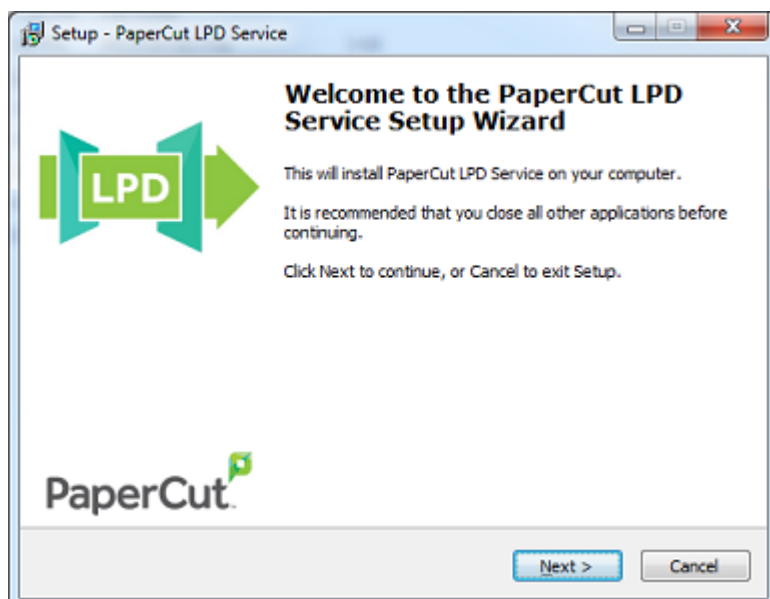 Setup - PaperCut LPD Service
Welcome to the PaperCut LPD
Service Setup Wizard
This will install PaperCut LPD Service on your computer.
It is recommended that you close all other applications before
continuing.
Click Next to continue, or Cancel to exit Setup.
LPD
PaperCut™
Next >
Cancel